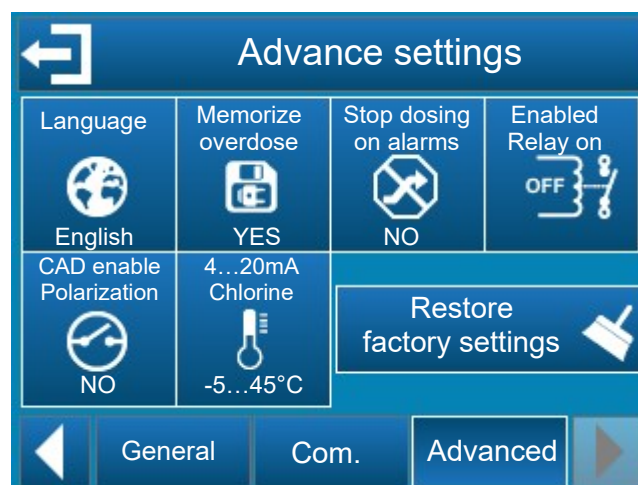 Advance settings
Language
English
Memorize
overdose
YES
Stop dosing
on alarms
NO
Enabled
Relay on
OFF
CAD enable
Polarization
NO
4…20mA
Chlorine
-5…45°C
Restore
factory settings
General
Com.
Advanced